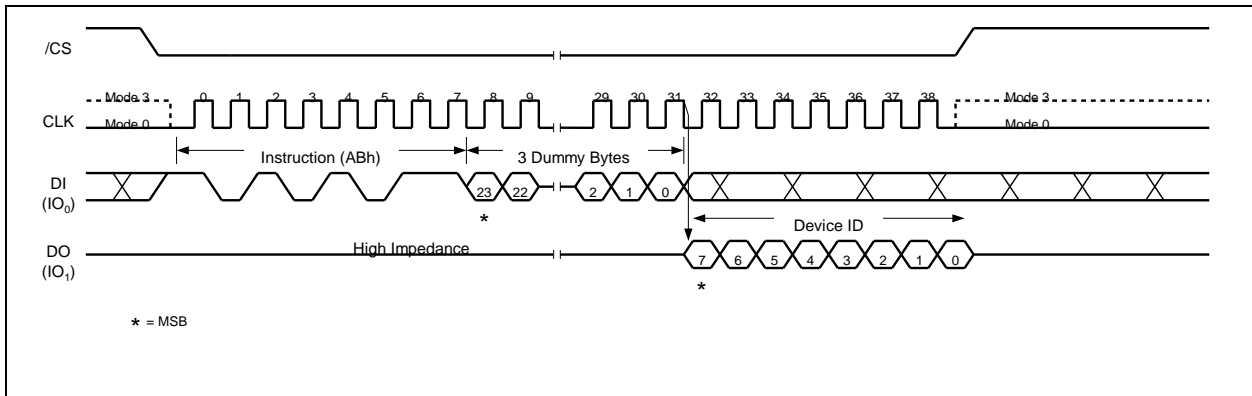 /CS
Mode 3 0 1 2 3 4 5 6 7 8 9 29 30 31 32 33 34 35 36 37 38 Mode 3
CLK Mode 0 Mode 0
Instruction (ABh) 3 Dummy Bytes
DI
(IO0)
23 22 2 1 0
*
Device ID
DO
(IO1)
High Impedance
7 6 5 4 3 2 1 0
*
* = MSB